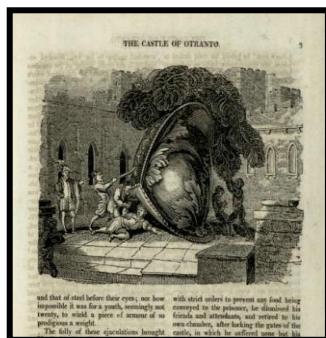 THE CASTLE OF OTRANTO.
3
and that of steel before their eyes; nor how
impossible it was for a youth, seemingly not
twenty, to wield a piece of armour of so
prodigious a weight.
The folly of these ejaculations brought
with strict orders to prevent any food being
conveyed to the prisoner, he dismissed his
friends and attendants, and retired to his
own chamber, after locking the gates of the
castle, in which he suffered none but his